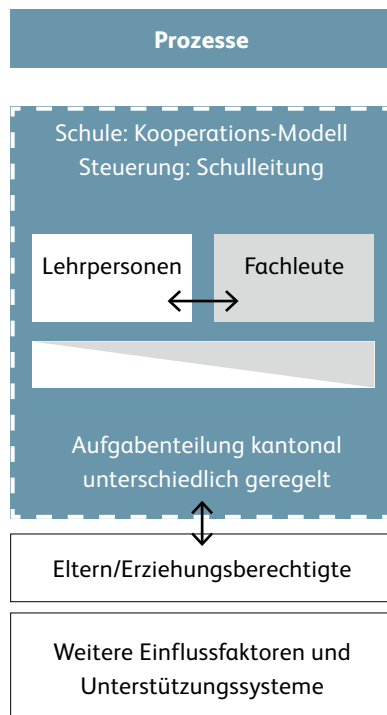 Prozesse
Schule: Kooperations-Modell
Steuerung: Schulleitung
Lehrpersonen
Fachleute
Aufgabenteilung kantonal
unterschiedlich geregelt
Eltern/Erziehungsberechtigte
Weitere Einflussfaktoren und
Unterstützungssysteme